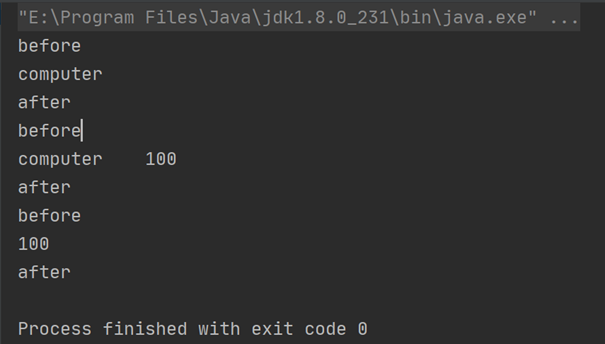 "E:\Program Files\Java\jdk1.8.0_231\bin\java.exe" ...
before
computer
after
before
computer    100
after
before
100
after
Process finished with exit code 0